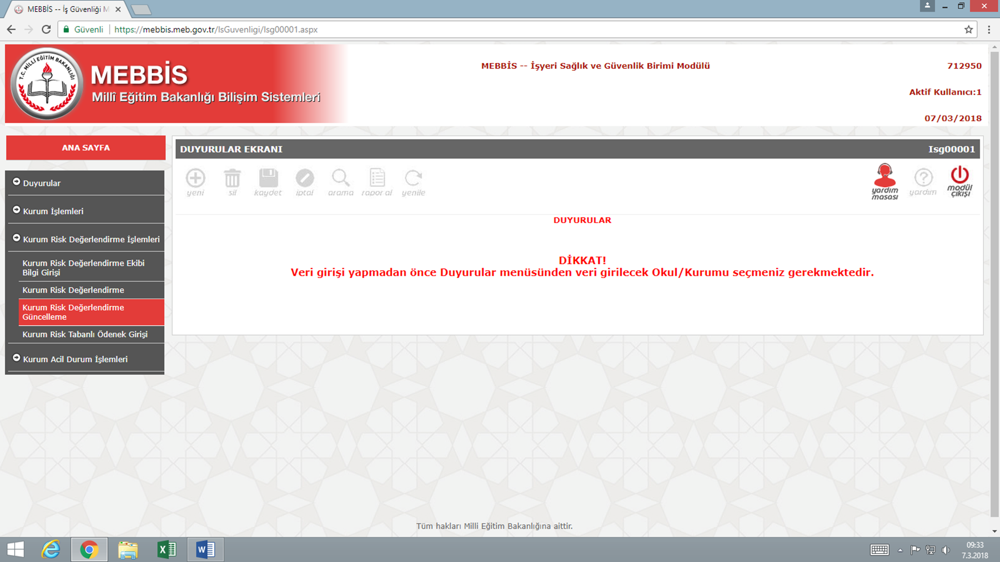 MEBBİS -- İş Güvenliği M
Güvenli
https://mebbis.meb.gov.tr/IsGuvenligi/Isg00001.aspx
T.C. MİLLÎ EĞİTİM BAKANLIĞI
MEBBİS
Millî Eğitim Bakanlığı Bilişim Sistemleri
MEBBİS -- İşyeri Sağlık ve Güvenlik Birimi Modülü
712950
Aktif Kullanıcı:1
07/03/2018
ANA SAYFA
Duyurular
Kurum İşlemleri
Kurum Risk Değerlendirme İşlemleri
Kurum Risk Değerlendirme Ekibi
Bilgi Girişi
Kurum Risk Değerlendirme
Kurum Risk Değerlendirme
Güncelleme
Kurum Risk Tabanlı Ödenek Girişi
Kurum Acil Durum İşlemleri
DUYURULAR EKRANI
Isg00001
yeni
sil
kaydet
iptal
arama
rapor al
yenile
yardım
masası
yardım
modül
çıkışı
DUYURULAR
DİKKAT!
Veri girişi yapmadan önce Duyurular menüsünden veri girilecek Okul/Kurumu seçmeniz gerekmektedir.
Tüm hakları Milli Eğitim Bakanlığına aittir.
09:33
7.3.2018